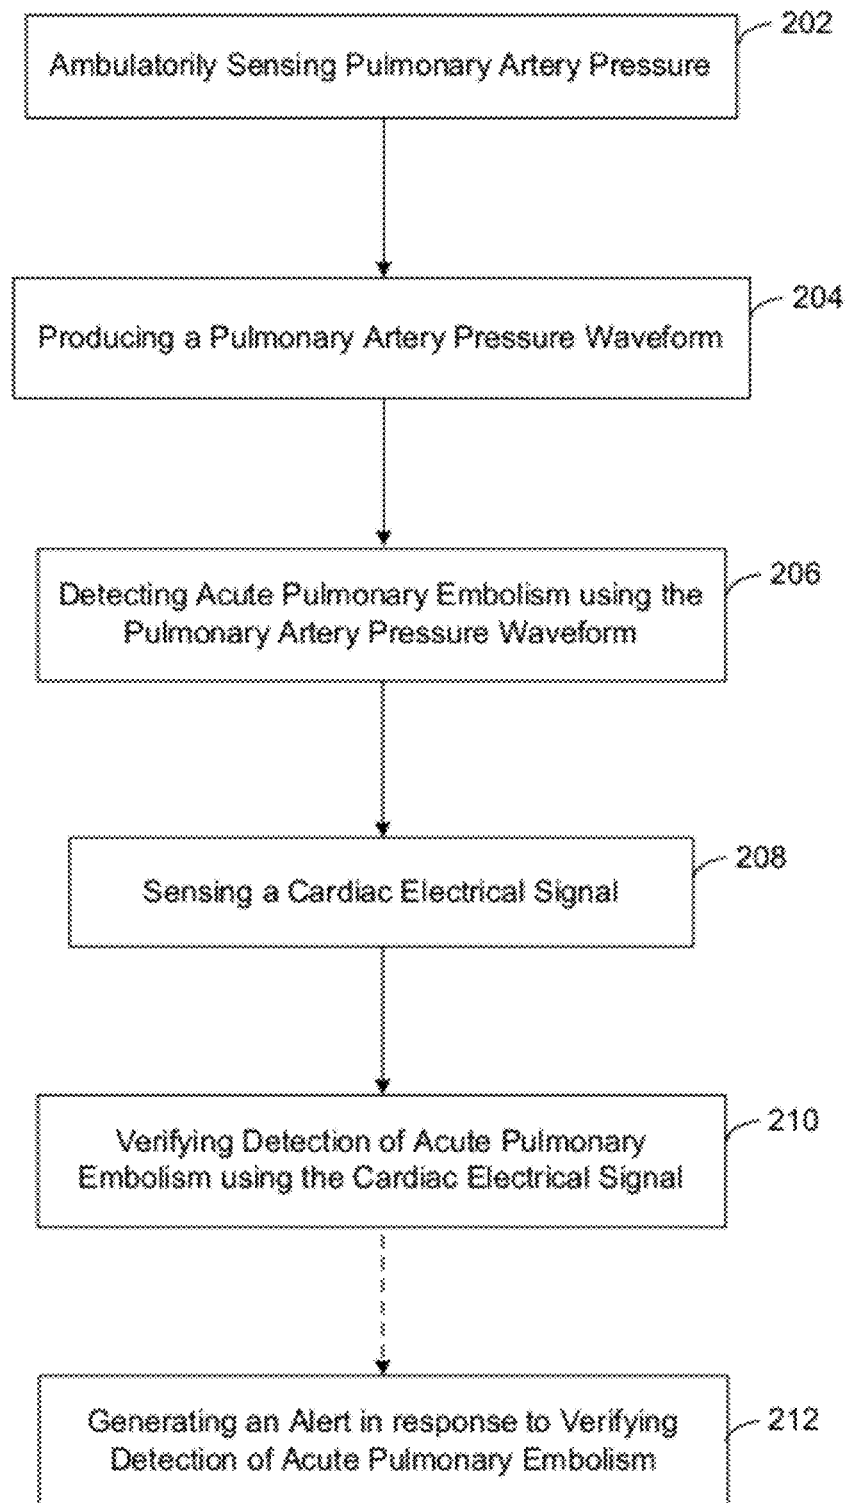 202
Ambulatorily Sensing Pulmonary Artery Pressure
204
Producing a Pulmonary Artery Pressure Waveform
206
Detecting Acute Pulmonary Embolism using the
Pulmonary Artery Pressure Waveform
208
Sensing a Cardiac Electrical Signal
210
Verifying Detection of Acute Pulmonary
Embolism using the Cardiac Electrical Signal
212
Generating an Alert in response to Verifying
Detection of Acute Pulmonary Embolism